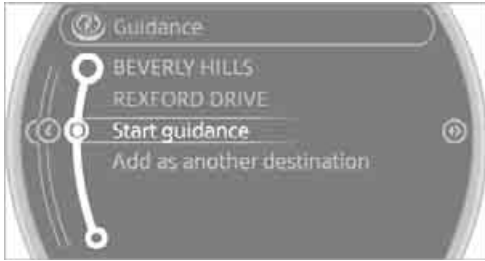 Guidance
BEVERLY HILLS
REXFORD DRIVE
Start guidance
Add as another destination